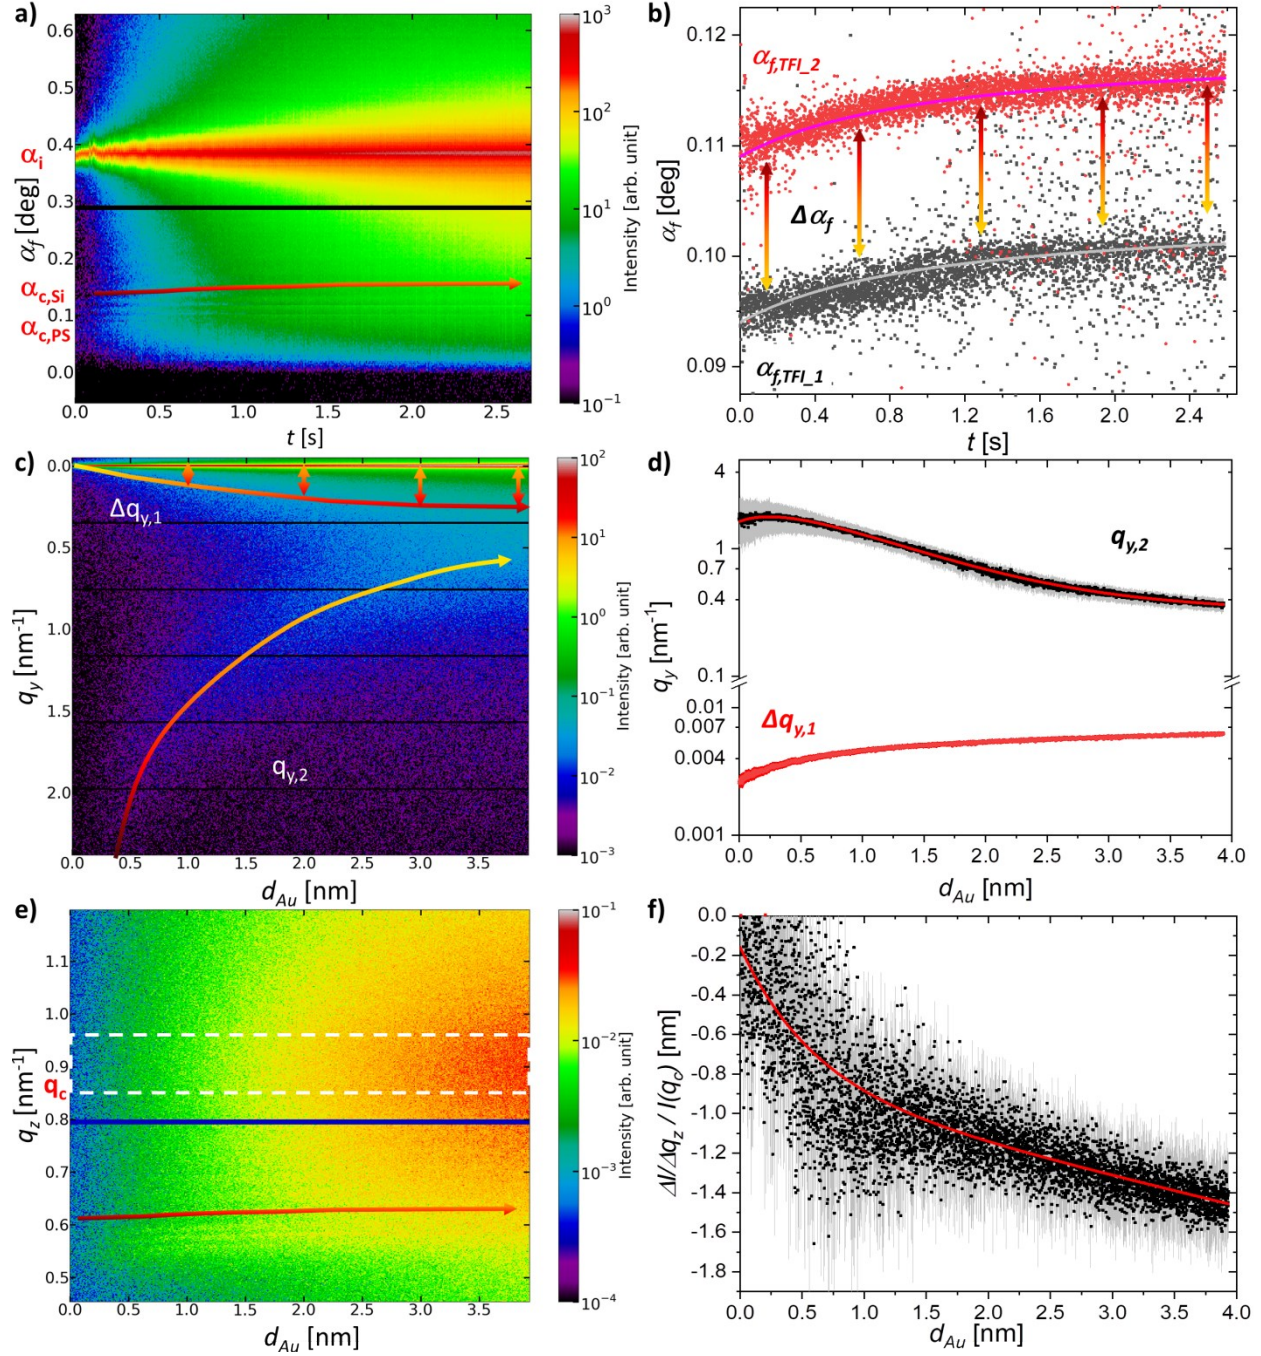 a)
0.6
0.5
0.4
0.3
0.2
0.1
0.0
α_i
α_c,Si
α_c,PS
α_f [deg]
0.0 0.5 1.0 1.5 2.0 2.5
t [s]
10^3
10^2
10^1
10^0
10^-1
Intensity [arb. unit]
b)
0.12
0.11
0.10
0.09
α_f [deg]
α_f,TFI_2
Δα_f
α_f,TFI_1
0.0 0.4 0.8 1.2 1.6 2.0 2.4
t [s]
c)
0.0
0.5
1.0
1.5
2.0
q_y [nm^-1]
Δq_y,1
q_y,2
0.0 0.5 1.0 1.5 2.0 2.5 3.0 3.5
d_Au [nm]
10^2
10^1
10^0
10^-1
10^-2
10^-3
Intensity [arb. unit]
d)
4
1
0.7
0.4
0.1
0.01
0.007
0.004
0.001
q_y [nm^-1]
q_y,2
Δq_y,1
0.0 0.5 1.0 1.5 2.0 2.5 3.0 3.5 4.0
d_Au [nm]
e)
1.1
1.0
0.9
0.8
0.7
0.6
0.5
q_c
q_z [nm^-1]
0.0 0.5 1.0 1.5 2.0 2.5 3.0 3.5
d_Au [nm]
10^-1
10^-2
10^-3
10^-4
Intensity [arb. unit]
f)
0.0
-0.2
-0.4
-0.6
-0.8
-1.0
-1.2
-1.4
-1.6
-1.8
ΔI/Δq_z / I(q_c) [nm]
0.0 0.5 1.0 1.5 2.0 2.5 3.0 3.5 4.0
d_Au [nm]